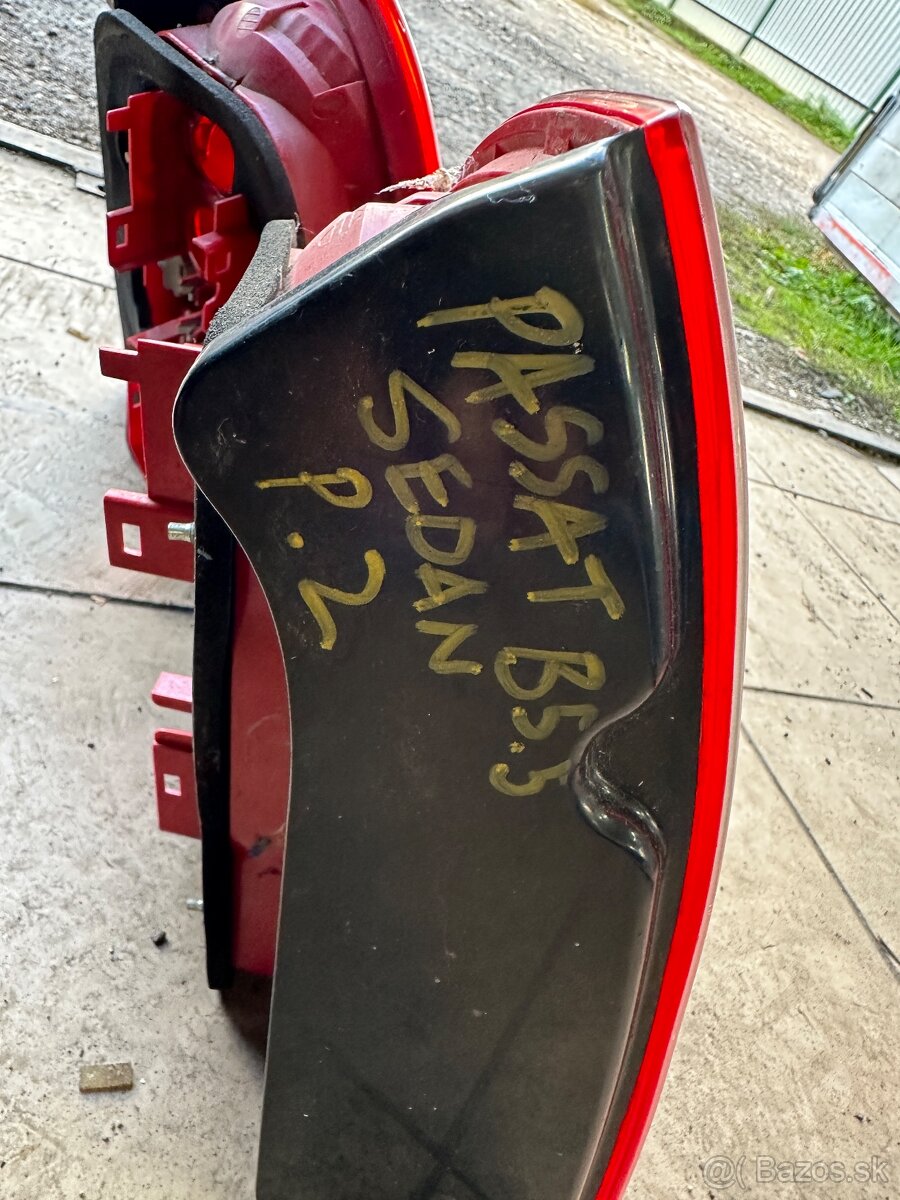 PASSAT B5.5
SEDAN
P.2
@( Bazos.sk